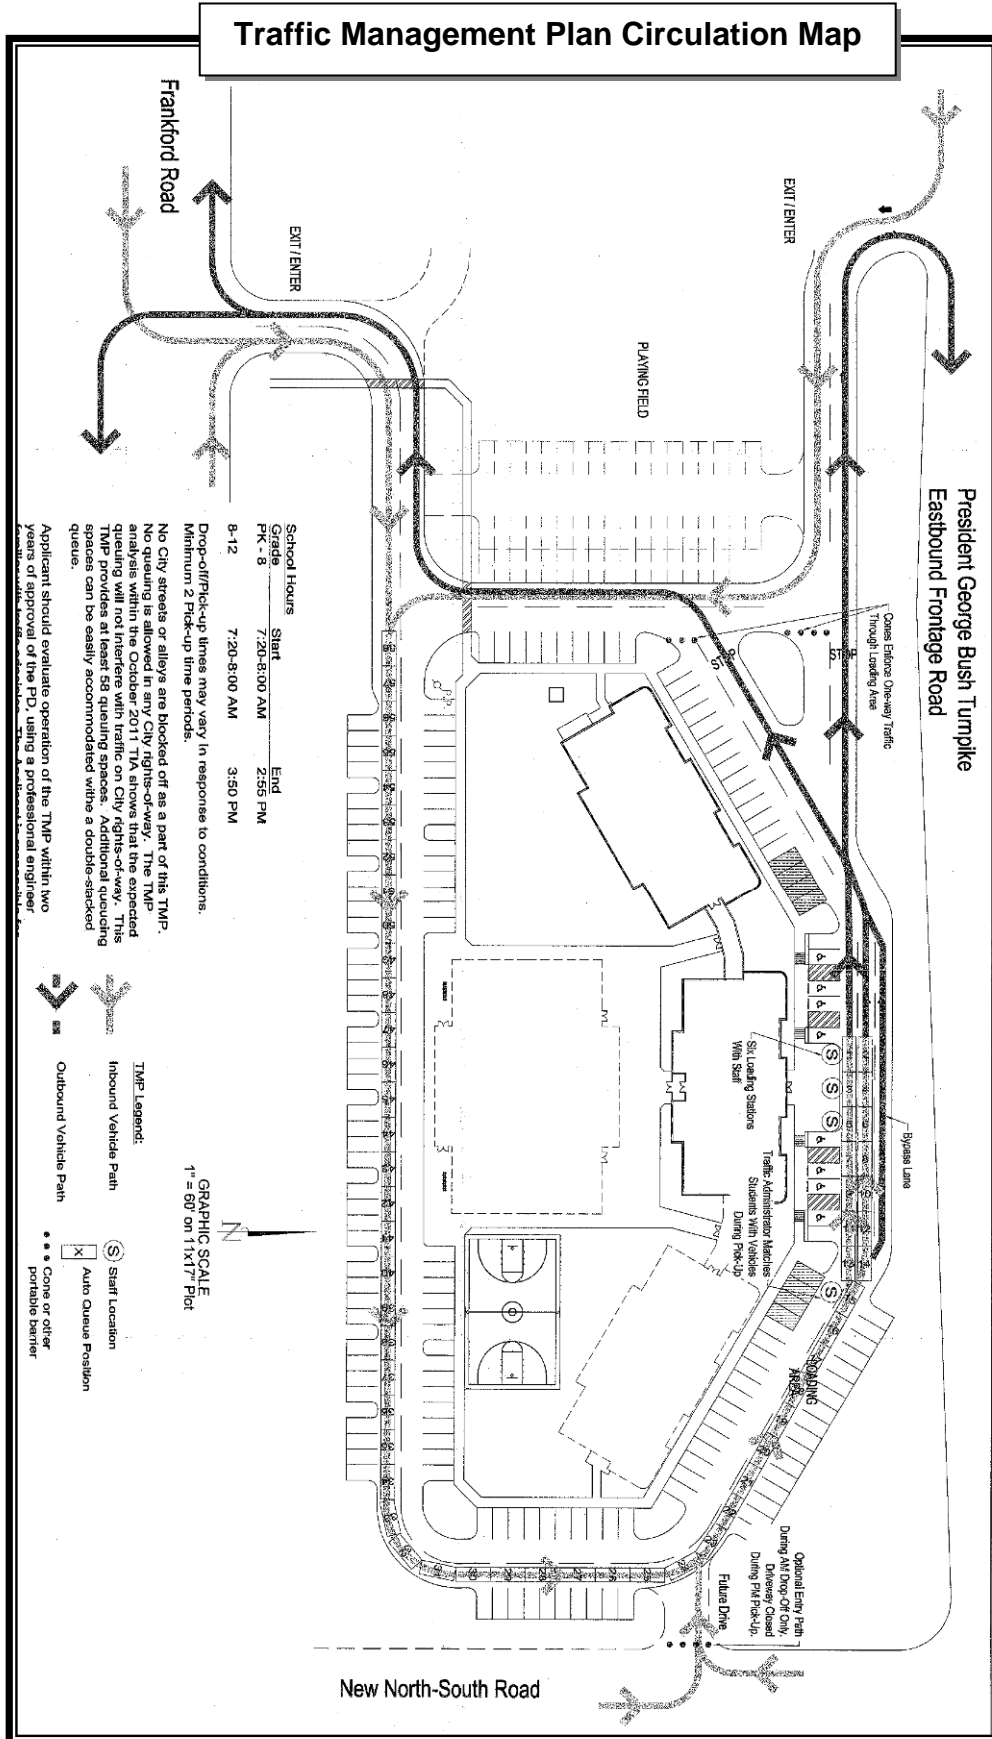 Traffic Management Plan Circulation Map
Frankford Road
EXIT / ENTER
EXIT / ENTER
PLAYING FIELD
President George Bush Turnpike
Eastbound Frontage Road
Cones Enforce One-way Traffic
Through Loading Area
STOP
STOP
School Hours
Grade Start End
PK - 8 7:20-8:00 AM 2:55 PM
8-12 7:20-8:00 AM 3:50 PM
Drop-off/Pick-up times may vary in response to conditions.
Minimum 2 Pick-up time periods.
No City streets or alleys are blocked off as a part of this TMP.
No queuing is allowed in any City rights-of-way. The TMP
analysis within the October 2011 TIA shows that the expected
queuing will not interfere with traffic on City rights-of-way. This
TMP provides at least 58 queuing spaces. Additional queuing
spaces can be easily accommodated withe a double-stacked
queue.
Applicant should evaluate operation of the TMP within two
years of approval of the PD, using a professional engineer
Six Loading Stations
With Staff
Bypass Lane
Traffic Administrator Matches
Students With Vehicles
During Pick-Up
LOADING
AREA
S
S
S
S
TMP Legend:
Inbound Vehicle Path
Outbound Vehicle Path
S Staff Location
X Auto Queue Position
Cone or other
portable barrier
N
GRAPHIC SCALE
1" = 60' on 11x17" Plot
Optional Entry Path
During AM Drop-Off Only.
Driveway Closed
During PM Pick-Up.
Future Drive
New North-South Road